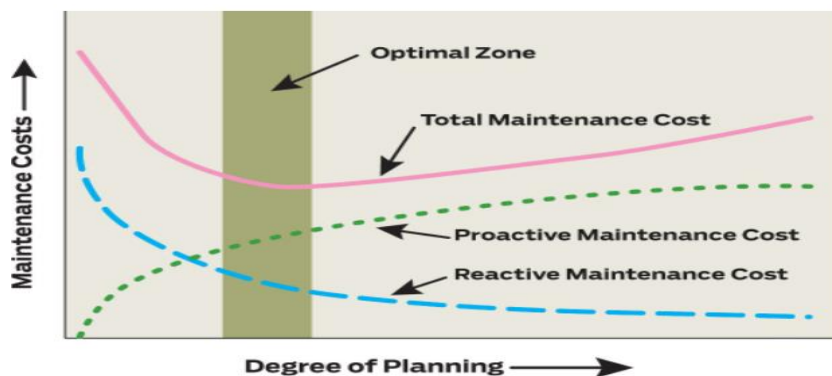 Optimal Zone
Total Maintenance Cost
Proactive Maintenance Cost
Reactive Maintenance Cost
Maintenance Costs
Degree of Planning